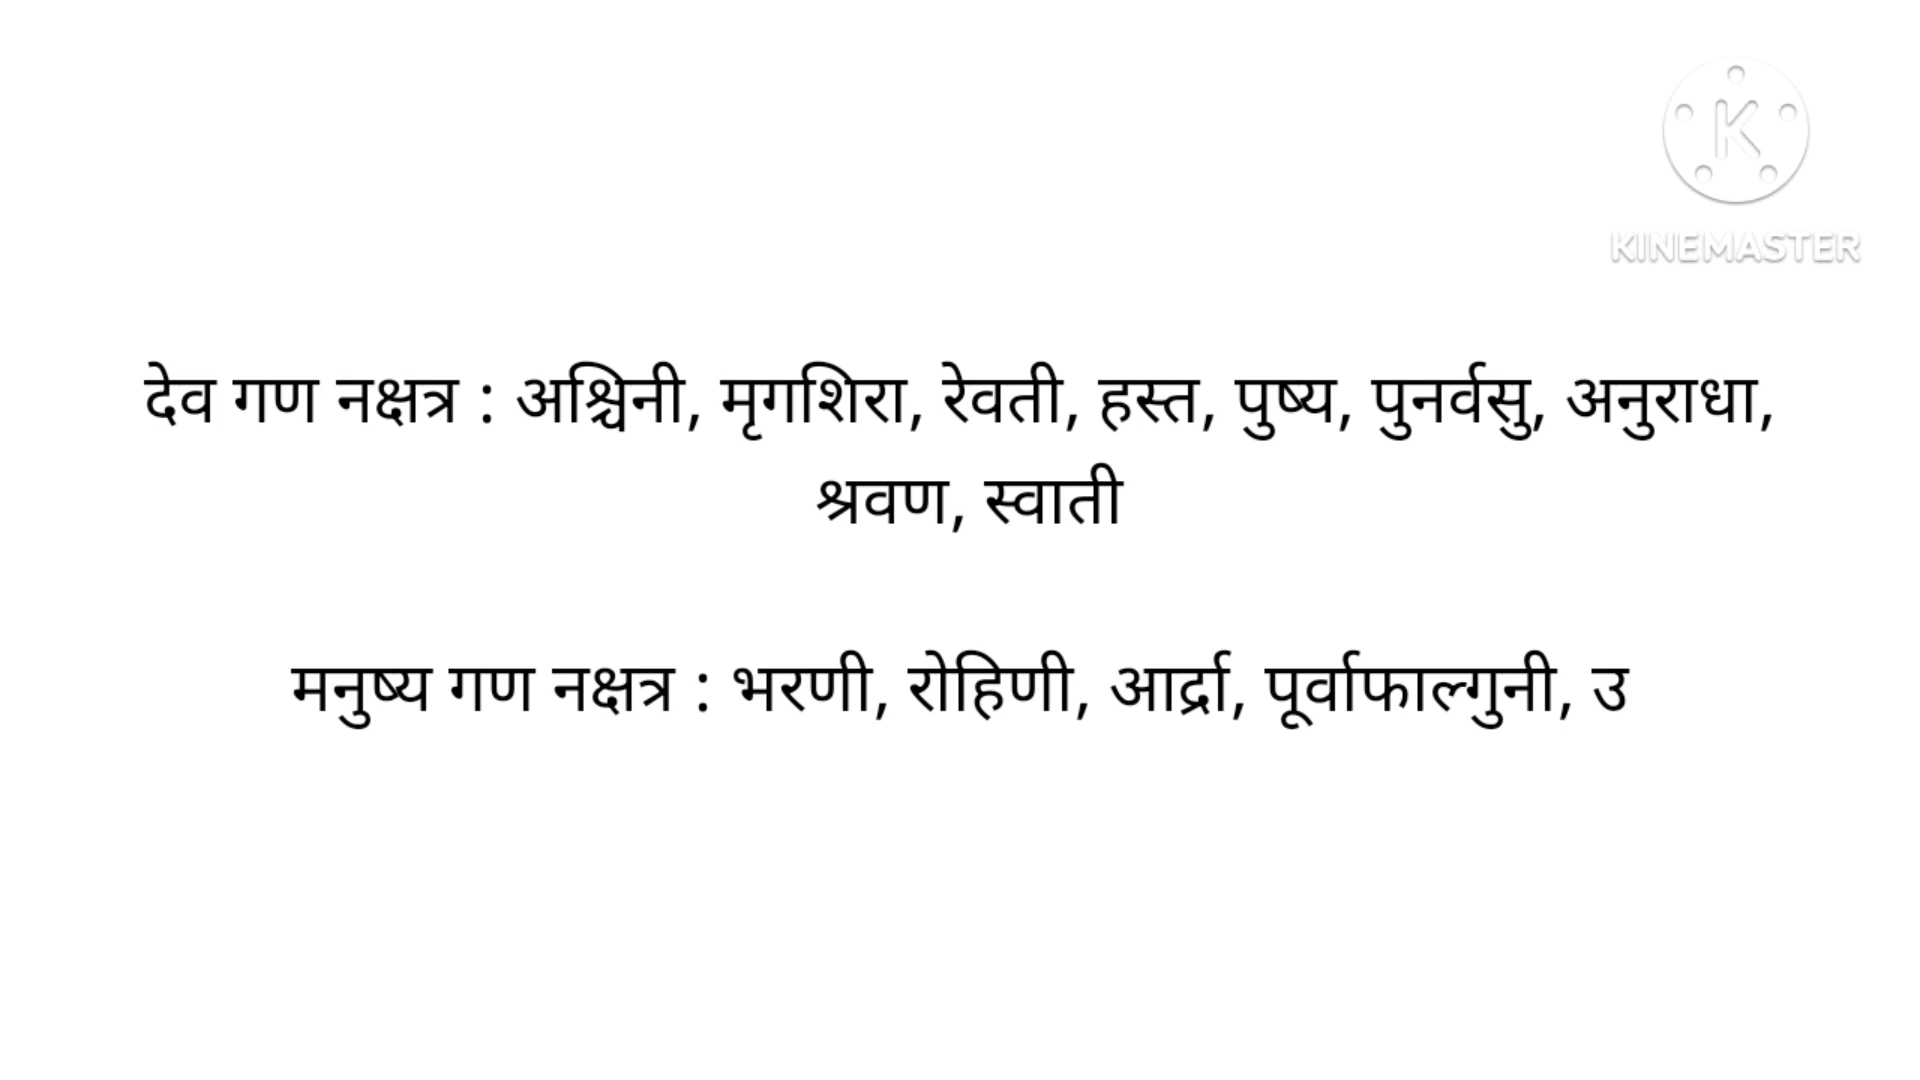 KINEMASTER
देव गण नक्षत्र : अश्चिनी, मृगशिरा, रेवती, हस्त, पुष्य, पुनर्वसु, अनुराधा,
श्रवण, स्वाती
मनुष्य गण नक्षत्र : भरणी, रोहिणी, आर्द्रा, पूर्वाफाल्गुनी, उ